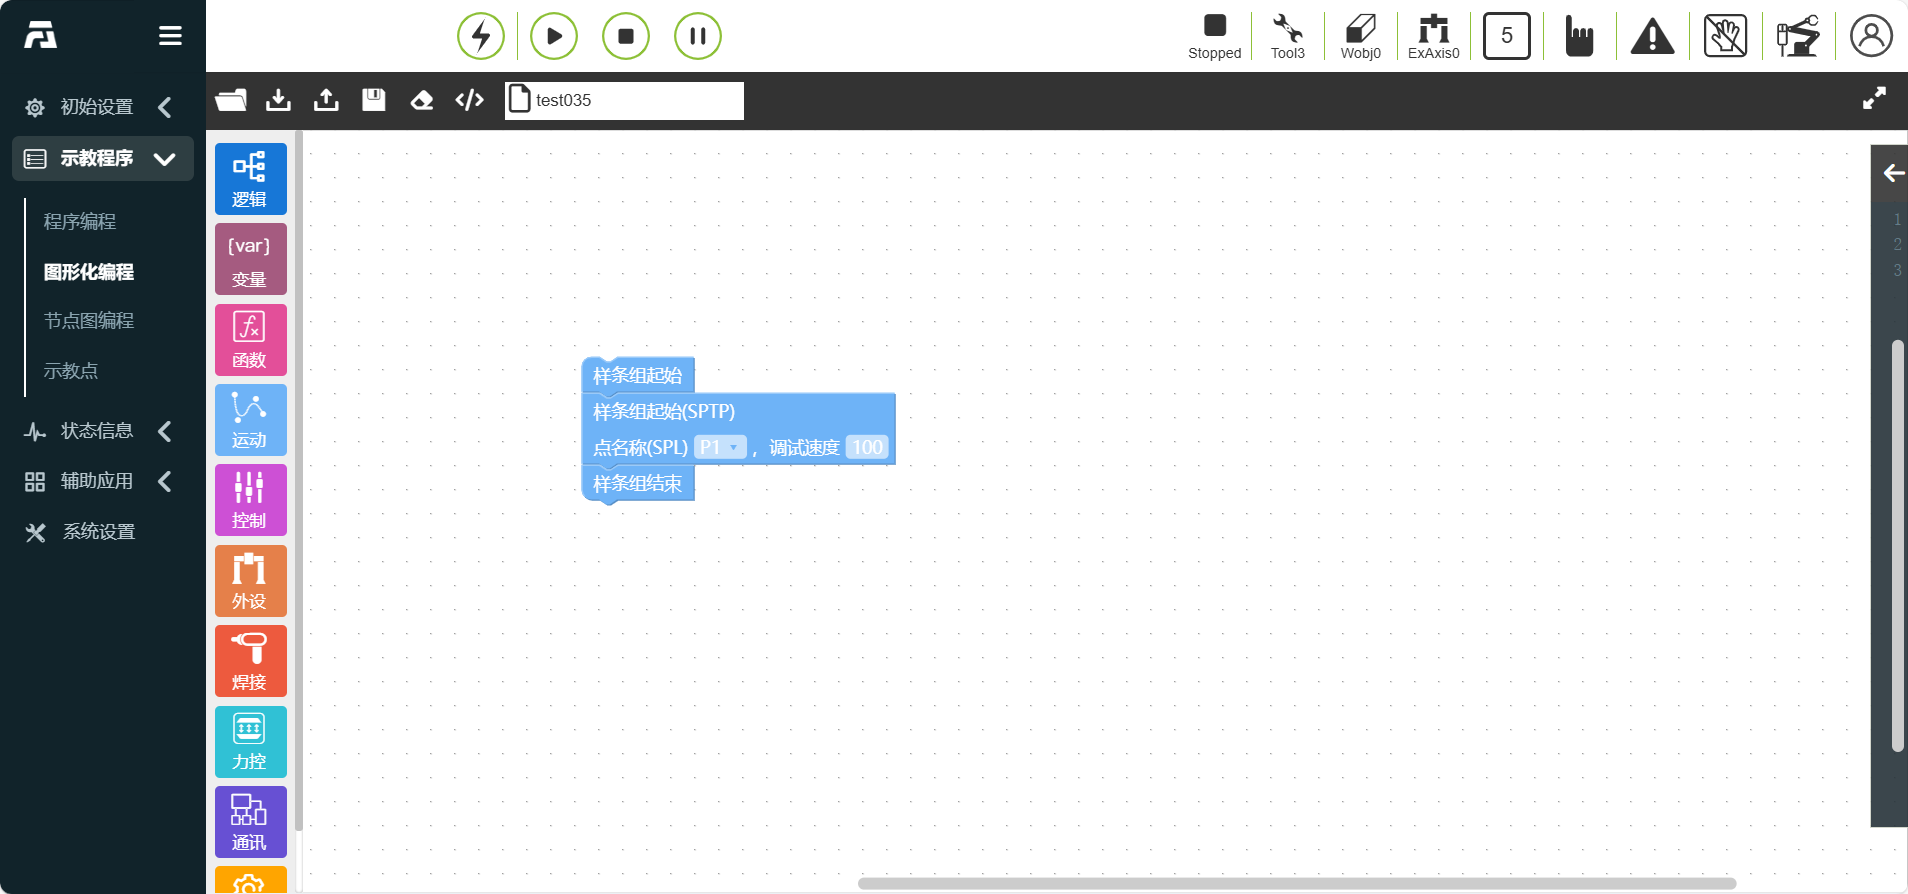 Stopped
Tool3
Wobj0
ExAxis0
5
test035
初始设置
示教程序
程序编程
图形化编程
节点图编程
示教点
状态信息
辅助应用
系统设置
逻辑
[var]
变量
fx
函数
运动
控制
外设
焊接
力控
通讯
样条组起始
样条组起始(SPTP)
点名称(SPL) P1 ，调试速度 100
样条组结束
1
2
3